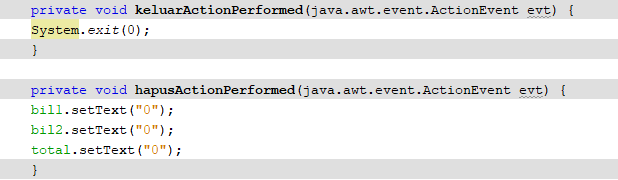 private void keluarActionPerformed(java.awt.event.ActionEvent evt) {
System.exit(0);
}
private void hapusActionPerformed(java.awt.event.ActionEvent evt) {
bil1.setText("0");
bil2.setText("0");
total.setText("0");
}